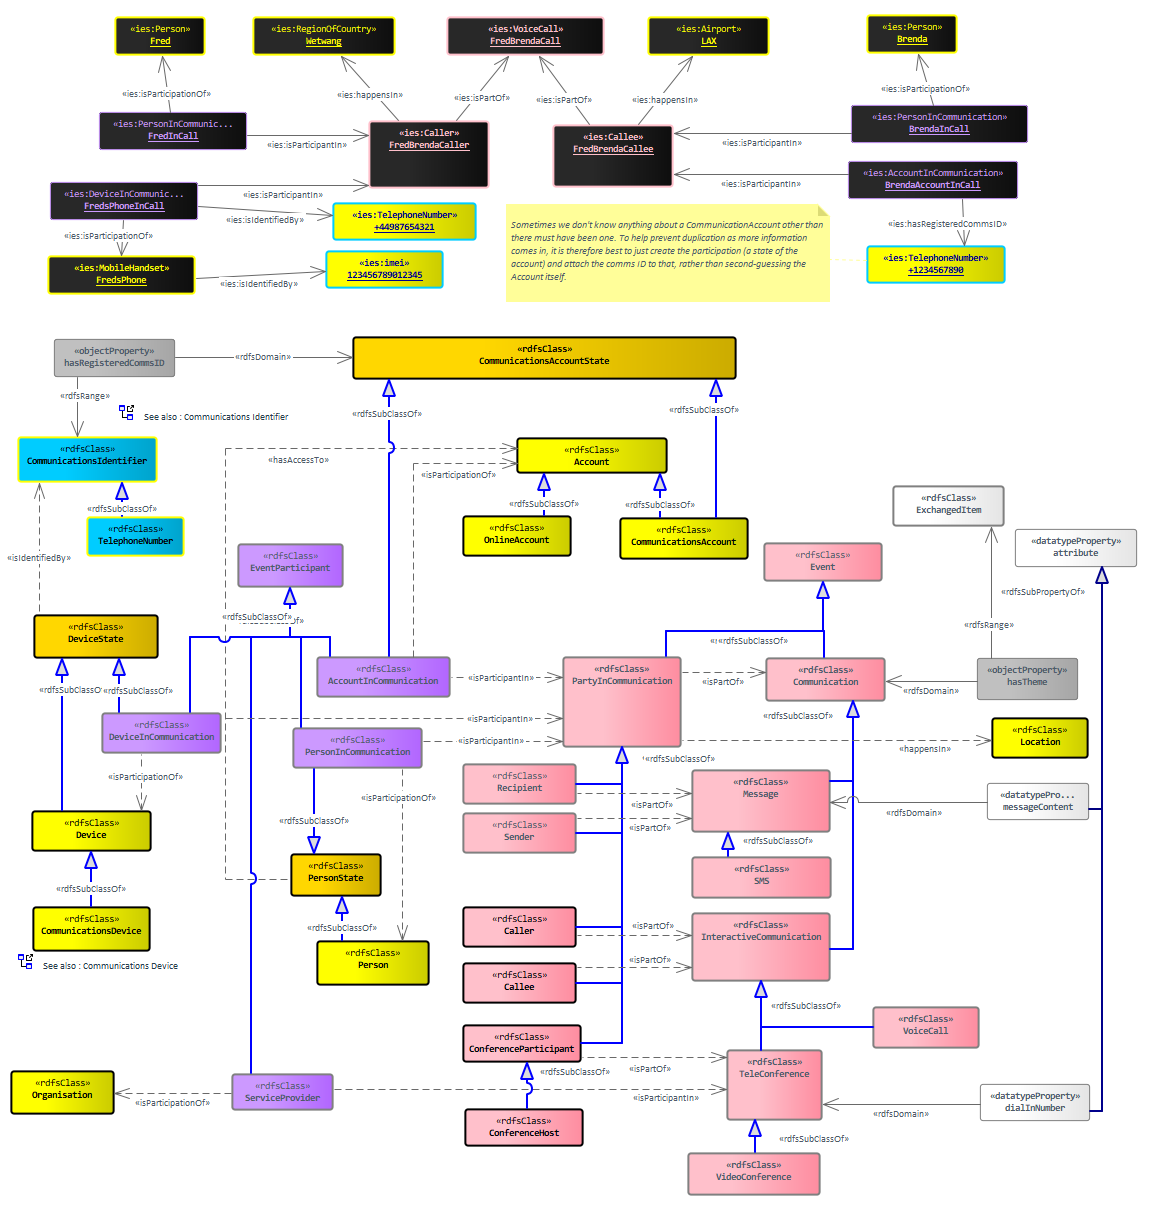 «ies:Person»
Fred
«ies:RegionOfCountry»
Wetwang
«ies:VoiceCall»
FredBrendaCall
«ies:Airport»
LAX
«ies:Person»
Brenda
«ies:isParticipationOf»
«ies:happensIn»
«ies:isPartOf»
«ies:isPartOf»
«ies:happensIn»
«ies:isParticipationOf»
«ies:PersonInCommunic...
FredInCall
«ies:isParticipantIn»
«ies:Caller»
FredBrendaCaller
«ies:Callee»
FredBrendaCallee
«ies:isParticipantIn»
«ies:PersonInCommunication»
BrendaInCall
«ies:DeviceInCommunic...
FredsPhoneInCall
«ies:isParticipantIn»
«ies:isParticipantIn»
«ies:AccountInCommunication»
BrendaAccountInCall
«ies:isIdentifiedBy»
«ies:TelephoneNumber»
+44987654321
«ies:isParticipationOf»
«ies:hasRegisteredCommsID»
«ies:MobileHandset»
FredsPhone
«ies:isIdentifiedBy»
«ies:imei»
123456789012345
Sometimes we don't know anything about a CommunicationAccount other than
there must have been one. To help prevent duplication as more information
comes in, it is therefore best to just create the participation (a state of the
account) and attach the comms ID to that, rather than second-guessing the
Account itself.
«ies:TelephoneNumber»
+1234567890
«objectProperty»
hasRegisteredCommsID
«rdfsDomain»
«rdfsClass»
CommunicationsAccountState
«rdfsRange»
See also : Communications Identifier
«rdfsSubClassOf»
«rdfsSubClassOf»
«rdfsClass»
CommunicationsIdentifier
«hasAccessTo»
«rdfsClass»
Account
«isParticipationOf»
«rdfsSubClassOf»
«rdfsSubClassOf»
«rdfsSubClassOf»
«rdfsClass»
ExchangedItem
«rdfsClass»
TelephoneNumber
«rdfsClass»
OnlineAccount
«rdfsClass»
CommunicationsAccount
«datatypeProperty»
attribute
«isIdentifiedBy»
«rdfsClass»
EventParticipant
«rdfsClass»
Event
«rdfsSubPropertyOf»
«rdfsSubClassOf»
«rdfsRange»
«rdfsClass»
DeviceState
«rdfsSubClassOf»
«rdfsClass»
AccountInCommunication
«isParticipantIn»
«rdfsClass»
PartyInCommunication
«isPartOf»
«rdfsClass»
Communication
«rdfsDomain»
«objectProperty»
hasTheme
«rdfsSubClassOf»
«rdfsSubClassOf»
«rdfsClass»
DeviceInCommunication
«isParticipantIn»
«rdfsSubClassOf»
«rdfsClass»
PersonInCommunication
«isParticipantIn»
«happensIn»
«rdfsClass»
Location
«isParticipationOf»
«rdfsSubClassOf»
«rdfsClass»
Recipient
«isPartOf»
«rdfsClass»
Message
«isParticipationOf»
«rdfsDomain»
«datatypePro...
messageContent
«rdfsClass»
Device
«rdfsSubClassOf»
«rdfsClass»
Sender
«isPartOf»
«rdfsSubClassOf»
«rdfsClass»
PersonState
«rdfsClass»
SMS
«rdfsSubClassOf»
«rdfsClass»
CommunicationsDevice
«rdfsSubClassOf»
«rdfsClass»
Caller
«isPartOf»
«rdfsClass»
InteractiveCommunication
«rdfsClass»
Person
See also : Communications Device
«isPartOf»
«rdfsClass»
Callee
«rdfsSubClassOf»
«rdfsClass»
VoiceCall
«rdfsClass»
ConferenceParticipant
«isPartOf»
«rdfsClass»
TeleConference
«rdfsSubClassOf»
«rdfsClass»
Organisation
«isParticipationOf»
«rdfsClass»
ServiceProvider
«isParticipantIn»
«rdfsDomain»
«datatypeProperty»
dialInNumber
«rdfsClass»
ConferenceHost
«rdfsSubClassOf»
«rdfsClass»
VideoConference